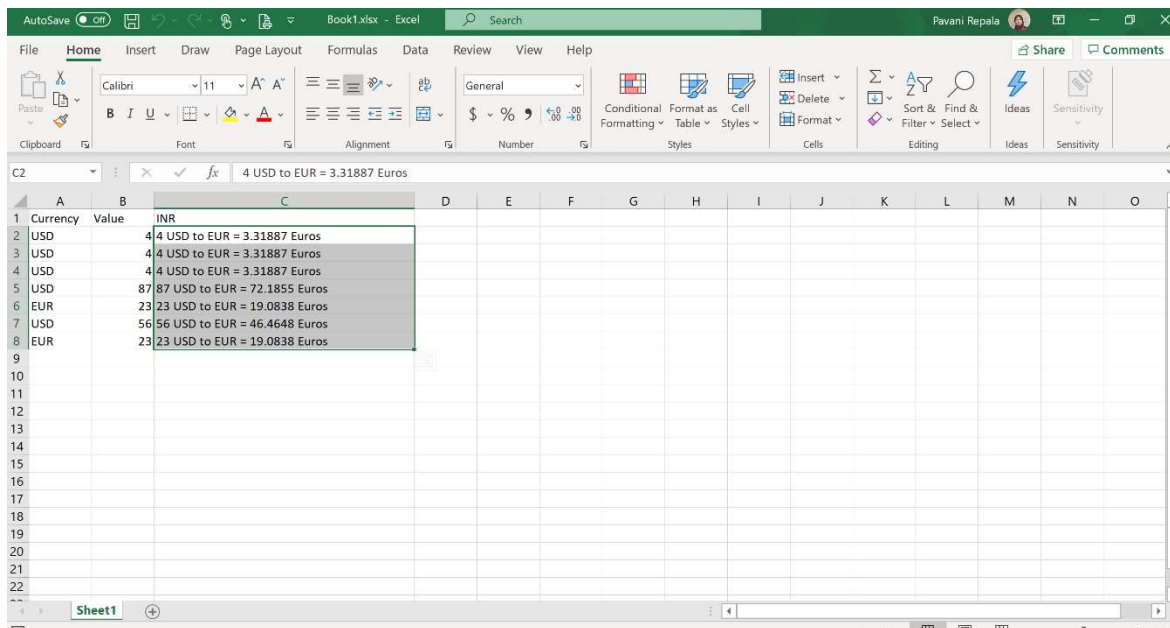 AutoSave Off Book1.xlsx - Excel Search Pavani Repala
File Home Insert Draw Page Layout Formulas Data Review View Help Share Comments
Paste
Calibri 11 A^ A˅
B I U A
ab
General
$ % 9 .00 .0
Conditional Formatting
Format as Table
Cell Styles
Insert
Delete
Format
Sort & Filter
Find & Select
Ideas
Sensitivity
Clipboard Font Alignment Number Styles Cells Editing Ideas Sensitivity
C2 fx 4 USD to EUR = 3.31887 Euros
A B C D E F G H I J K L M N O
1 Currency Value INR
2 USD 4 4 USD to EUR = 3.31887 Euros
3 USD 4 4 USD to EUR = 3.31887 Euros
4 USD 4 4 USD to EUR = 3.31887 Euros
5 USD 87 87 USD to EUR = 72.1855 Euros
6 EUR 23 23 USD to EUR = 19.0838 Euros
7 USD 56 56 USD to EUR = 46.4648 Euros
8 EUR 23 23 USD to EUR = 19.0838 Euros
9
10
11
12
13
14
15
16
17
18
19
20
21
22
Sheet1